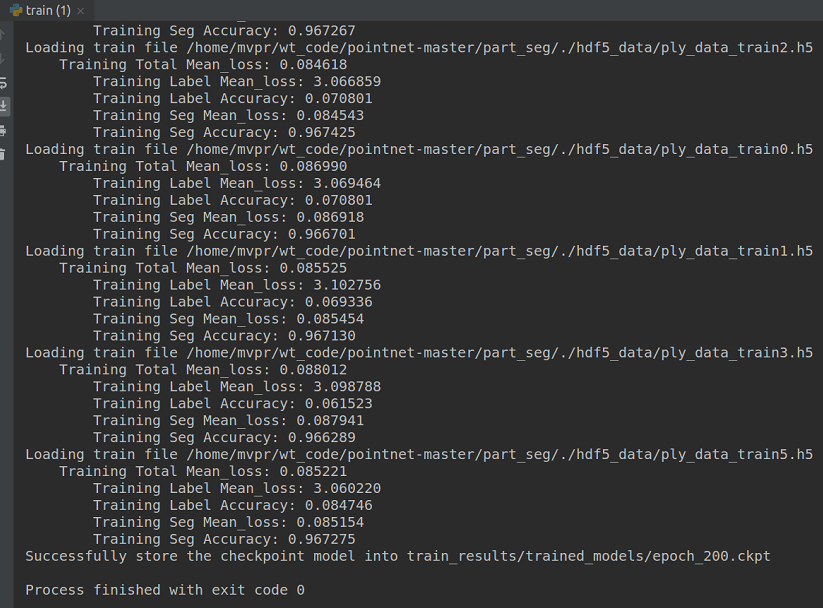 train (1) ×
Training Seg Accuracy: 0.967267
Loading train file /home/mvpr/wt_code/pointnet-master/part_seg/./hdf5_data/ply_data_train2.h5
Training Total Mean_loss: 0.084618
Training Label Mean_loss: 3.066859
Training Label Accuracy: 0.070801
Training Seg Mean_loss: 0.084543
Training Seg Accuracy: 0.967425
Loading train file /home/mvpr/wt_code/pointnet-master/part_seg/./hdf5_data/ply_data_train0.h5
Training Total Mean_loss: 0.086990
Training Label Mean_loss: 3.069464
Training Label Accuracy: 0.070801
Training Seg Mean_loss: 0.086918
Training Seg Accuracy: 0.966701
Loading train file /home/mvpr/wt_code/pointnet-master/part_seg/./hdf5_data/ply_data_train1.h5
Training Total Mean_loss: 0.085525
Training Label Mean_loss: 3.102756
Training Label Accuracy: 0.069336
Training Seg Mean_loss: 0.085454
Training Seg Accuracy: 0.967130
Loading train file /home/mvpr/wt_code/pointnet-master/part_seg/./hdf5_data/ply_data_train3.h5
Training Total Mean_loss: 0.088012
Training Label Mean_loss: 3.098788
Training Label Accuracy: 0.061523
Training Seg Mean_loss: 0.087941
Training Seg Accuracy: 0.966289
Loading train file /home/mvpr/wt_code/pointnet-master/part_seg/./hdf5_data/ply_data_train5.h5
Training Total Mean_loss: 0.085221
Training Label Mean_loss: 3.060220
Training Label Accuracy: 0.084746
Training Seg Mean_loss: 0.085154
Training Seg Accuracy: 0.967275
Successfully store the checkpoint model into train_results/trained_models/epoch_200.ckpt
Process finished with exit code 0